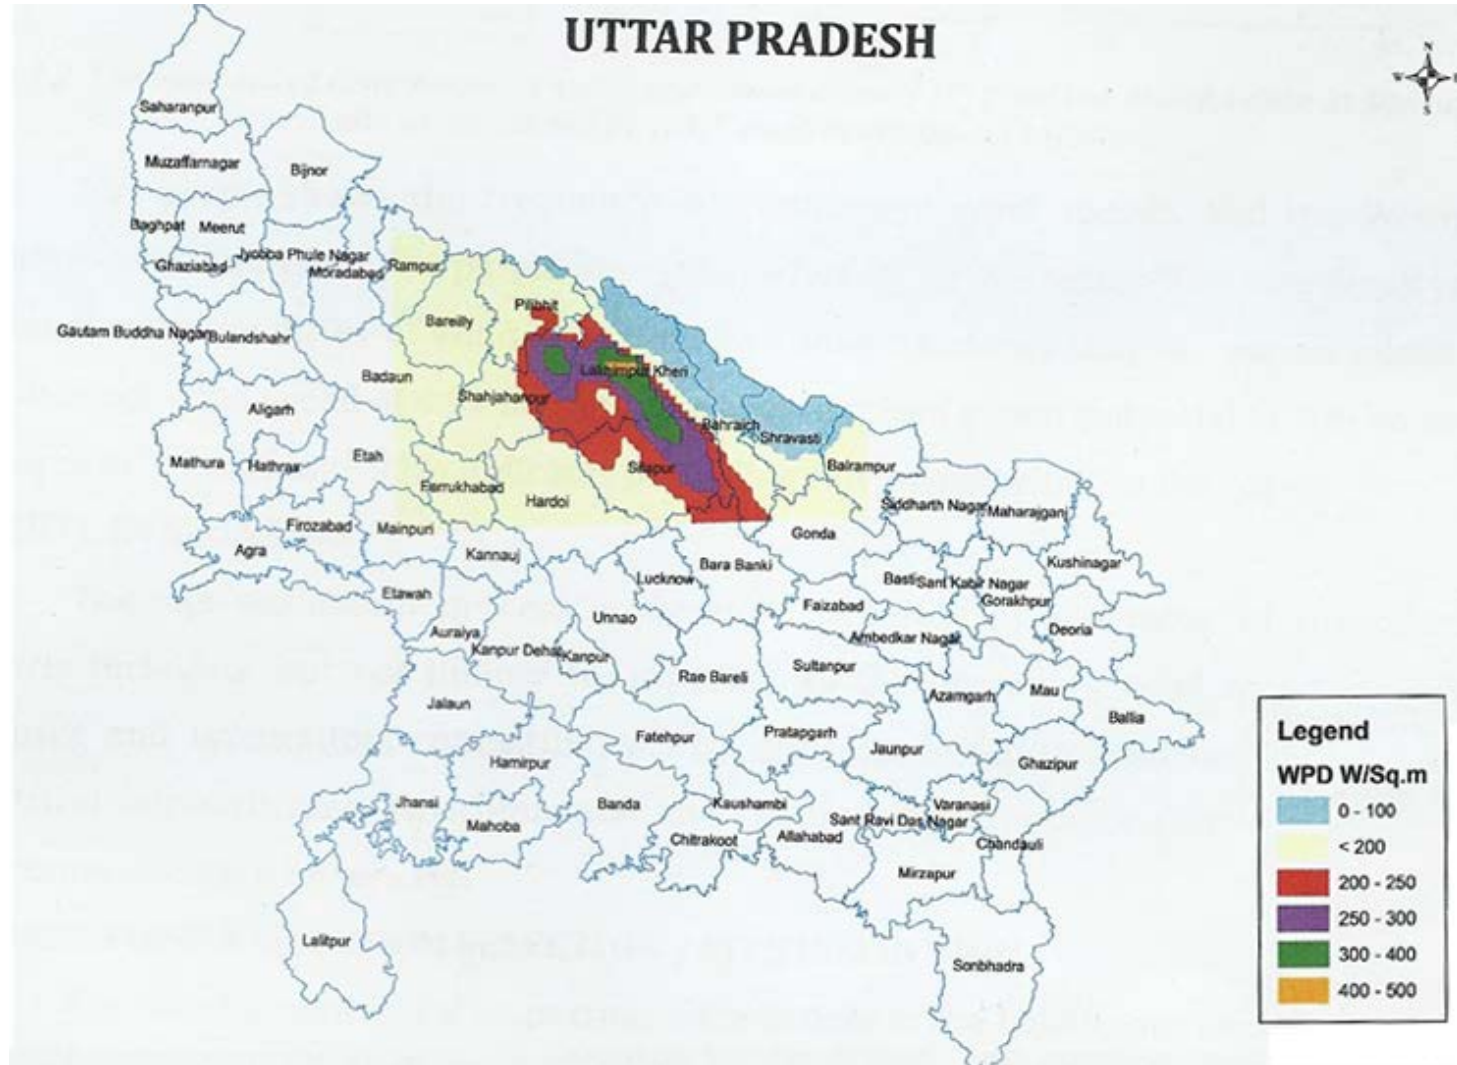 UTTAR PRADESH
N
W
S
Saharanpur
Muzaffarnagar
Bijnor
Baghpat
Meerut
Ghaziabad
Jyotiba Phule Nagar
Moradabad
Rampur
Gautam Buddha Nagar
Bulandshahr
Bareilly
Pilibhit
Badaun
Lakhimpur Kheri
Shahjahanpur
Aligarh
Bahraich
Shravasti
Mathura
Hathras
Etah
Farrukhabad
Hardoi
Sitapur
Balrampur
Siddharth Nagar
Maharajganj
Firozabad
Mainpuri
Agra
Kannauj
Gonda
Kushinagar
Bara Banki
Lucknow
Basti
Sant Kabir Nagar
Gorakhpur
Etawah
Faizabad
Unnao
Auraiya
Kanpur Dehat
Kanpur
Ambedkar Nagar
Deoria
Sultanpur
Rae Bareli
Azamgarh
Mau
Ballia
Jalaun
Fatehpur
Pratapgarh
Jaunpur
Ghazipur
Hamirpur
Jhansi
Mahoba
Banda
Kaushambi
Varanasi
Sant Ravi Das Nagar
Chitrakoot
Allahabad
Chandauli
Mirzapur
Lalitpur
Sonbhadra
Legend
WPD W/Sq.m
0 - 100
< 200
200 - 250
250 - 300
300 - 400
400 - 500